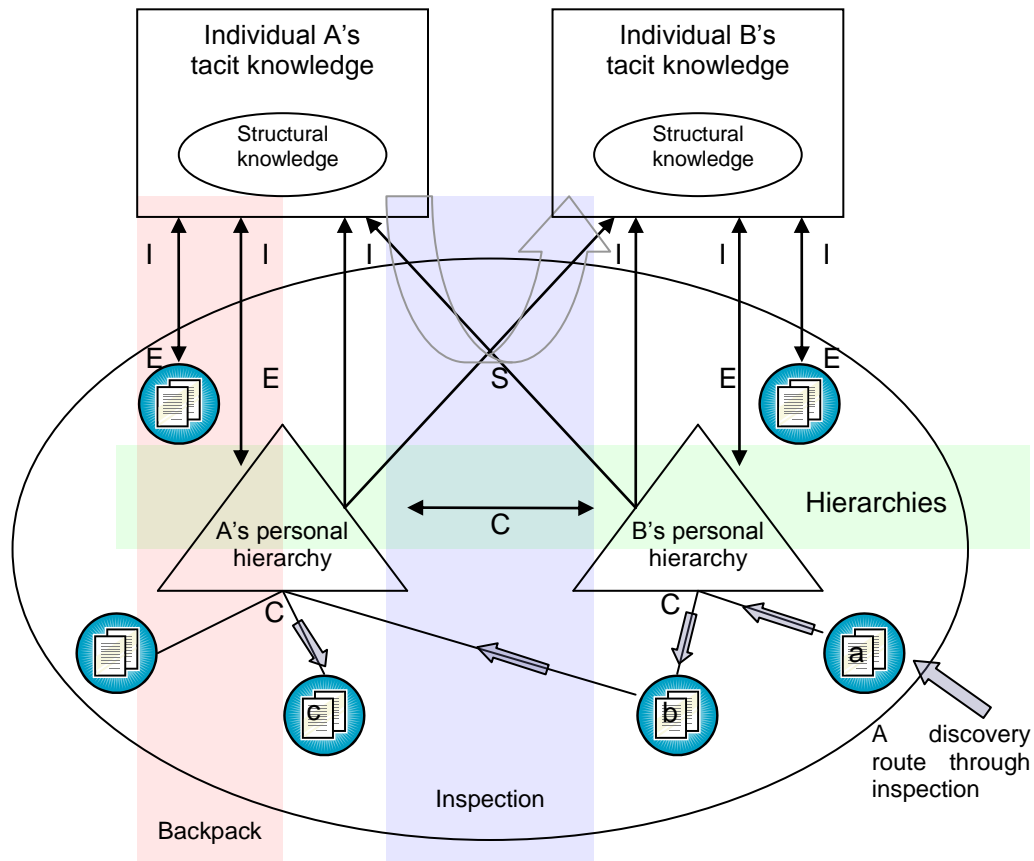 Individual A's
tacit knowledge
Individual B's
tacit knowledge
Structural
knowledge
Structural
knowledge
I
I
I
I
I
I
E
E
S
E
E
Hierarchies
C
A's personal
hierarchy
B's personal
hierarchy
C
C
a
c
b
A discovery
route through
inspection
Inspection
Backpack